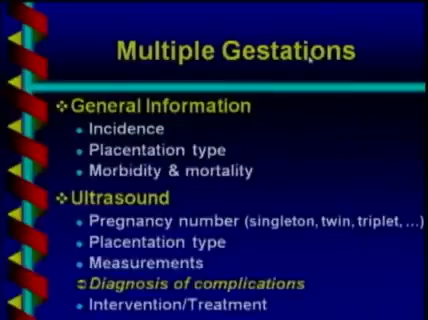 Multiple Gestations
General Information
Incidence
Placentation type
Morbidity & mortality
Ultrasound
Pregnancy number (singleton, twin, triplet, ...)
Placentation type
Measurements
Diagnosis of complications
Intervention/Treatment